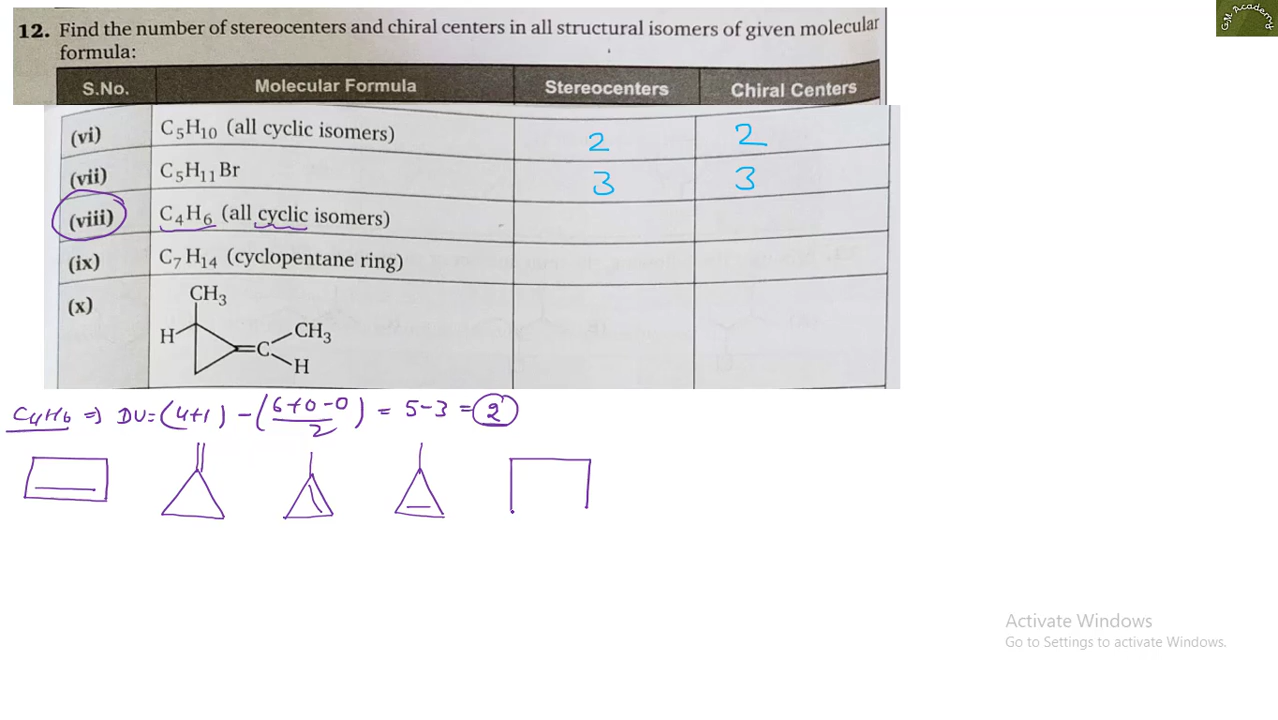 GM Academy
12. Find the number of stereocenters and chiral centers in all structural isomers of given molecular
formula:
S.No. Molecular Formula Stereocenters Chiral Centers
(vi) C₅H₁₀ (all cyclic isomers) 2 2
(vii) C₅H₁₁Br 3 3
(viii) C₄H₆ (all cyclic isomers)
(ix) C₇H₁₄ (cyclopentane ring)
(x)
CH₃
H
C
CH₃
H
C₄H₆ ⇒ DU = (4+1) - (6+0-0/2) = 5-3 = 2
Activate Windows
Go to Settings to activate Windows.